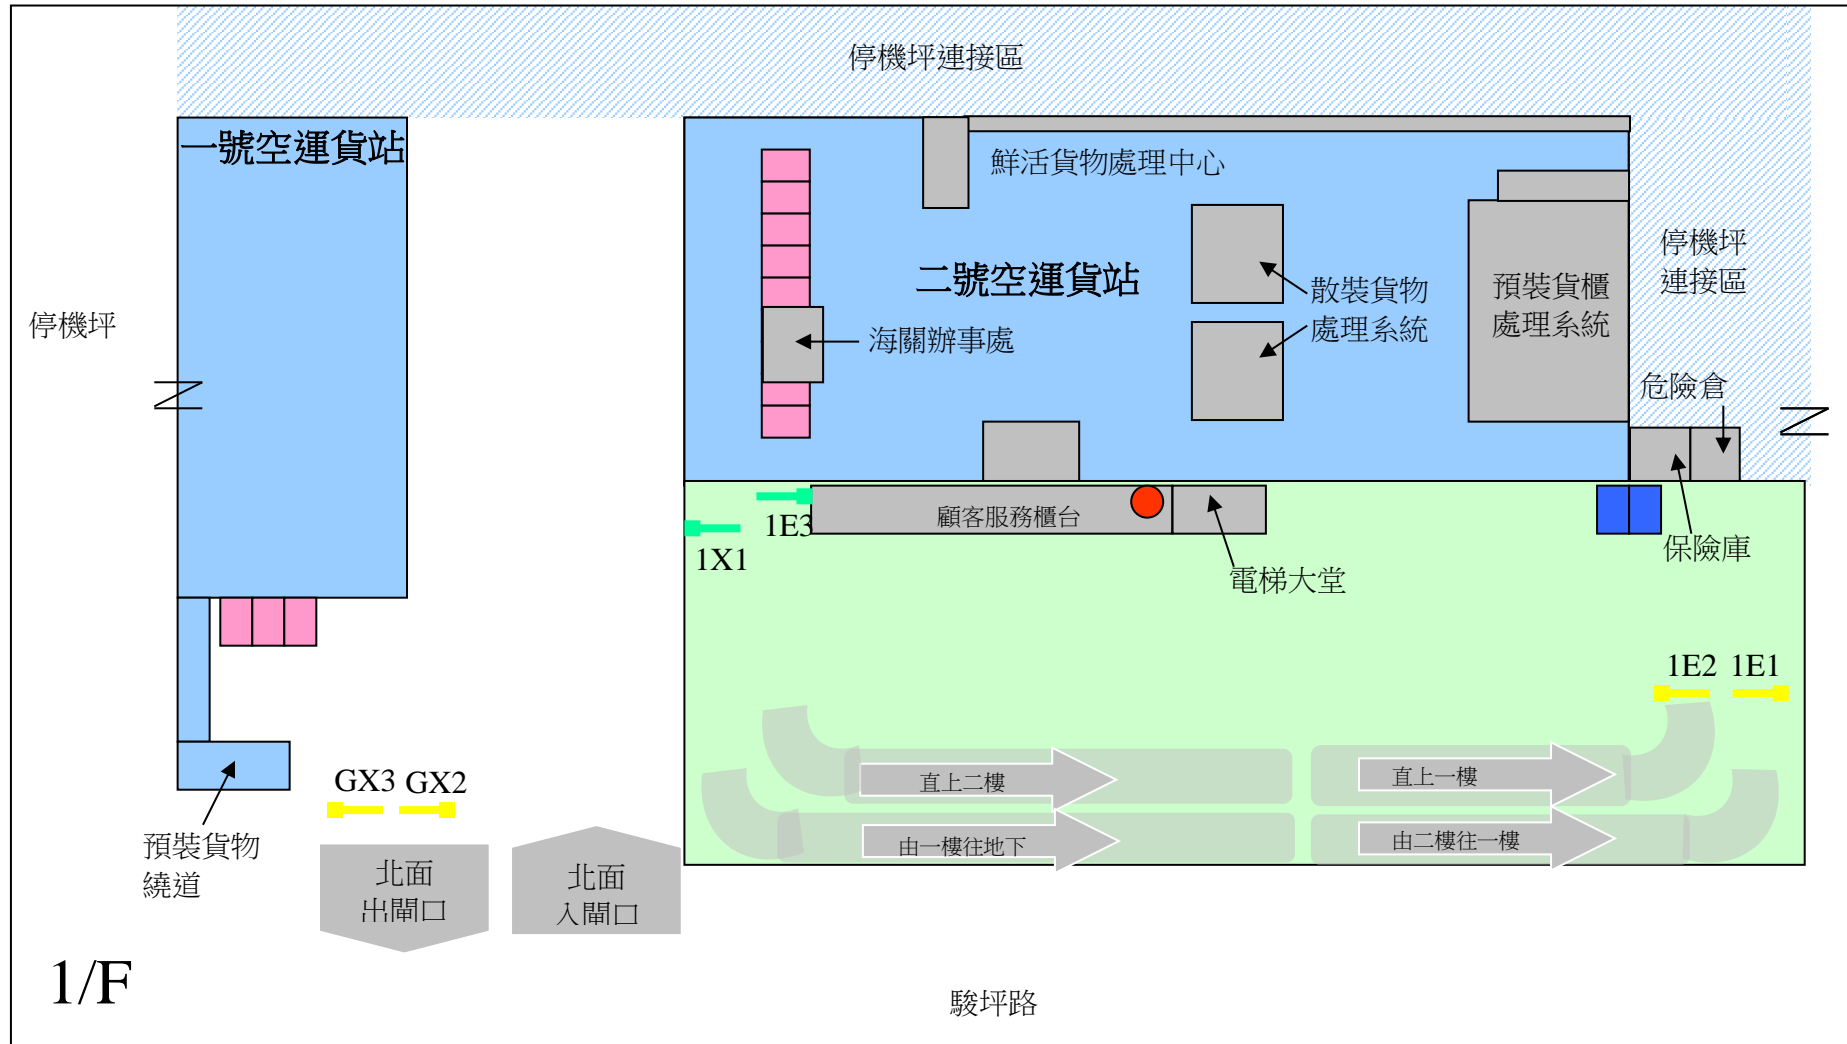 停機坪連接區
一號空運貨站
鮮活貨物處理中心
停機坪
連接區
二號空運貨站
散裝貨物
處理系統
預裝貨櫃
處理系統
停機坪
海關辦事處
危險倉
顧客服務櫃台
1E3
1X1
保險庫
電梯大堂
1E2
1E1
直上二樓
直上一樓
GX3
GX2
由一樓往地下
由二樓往一樓
預裝貨物
繞道
北面
出閘口
北面
入閘口
1/F
駿坪路